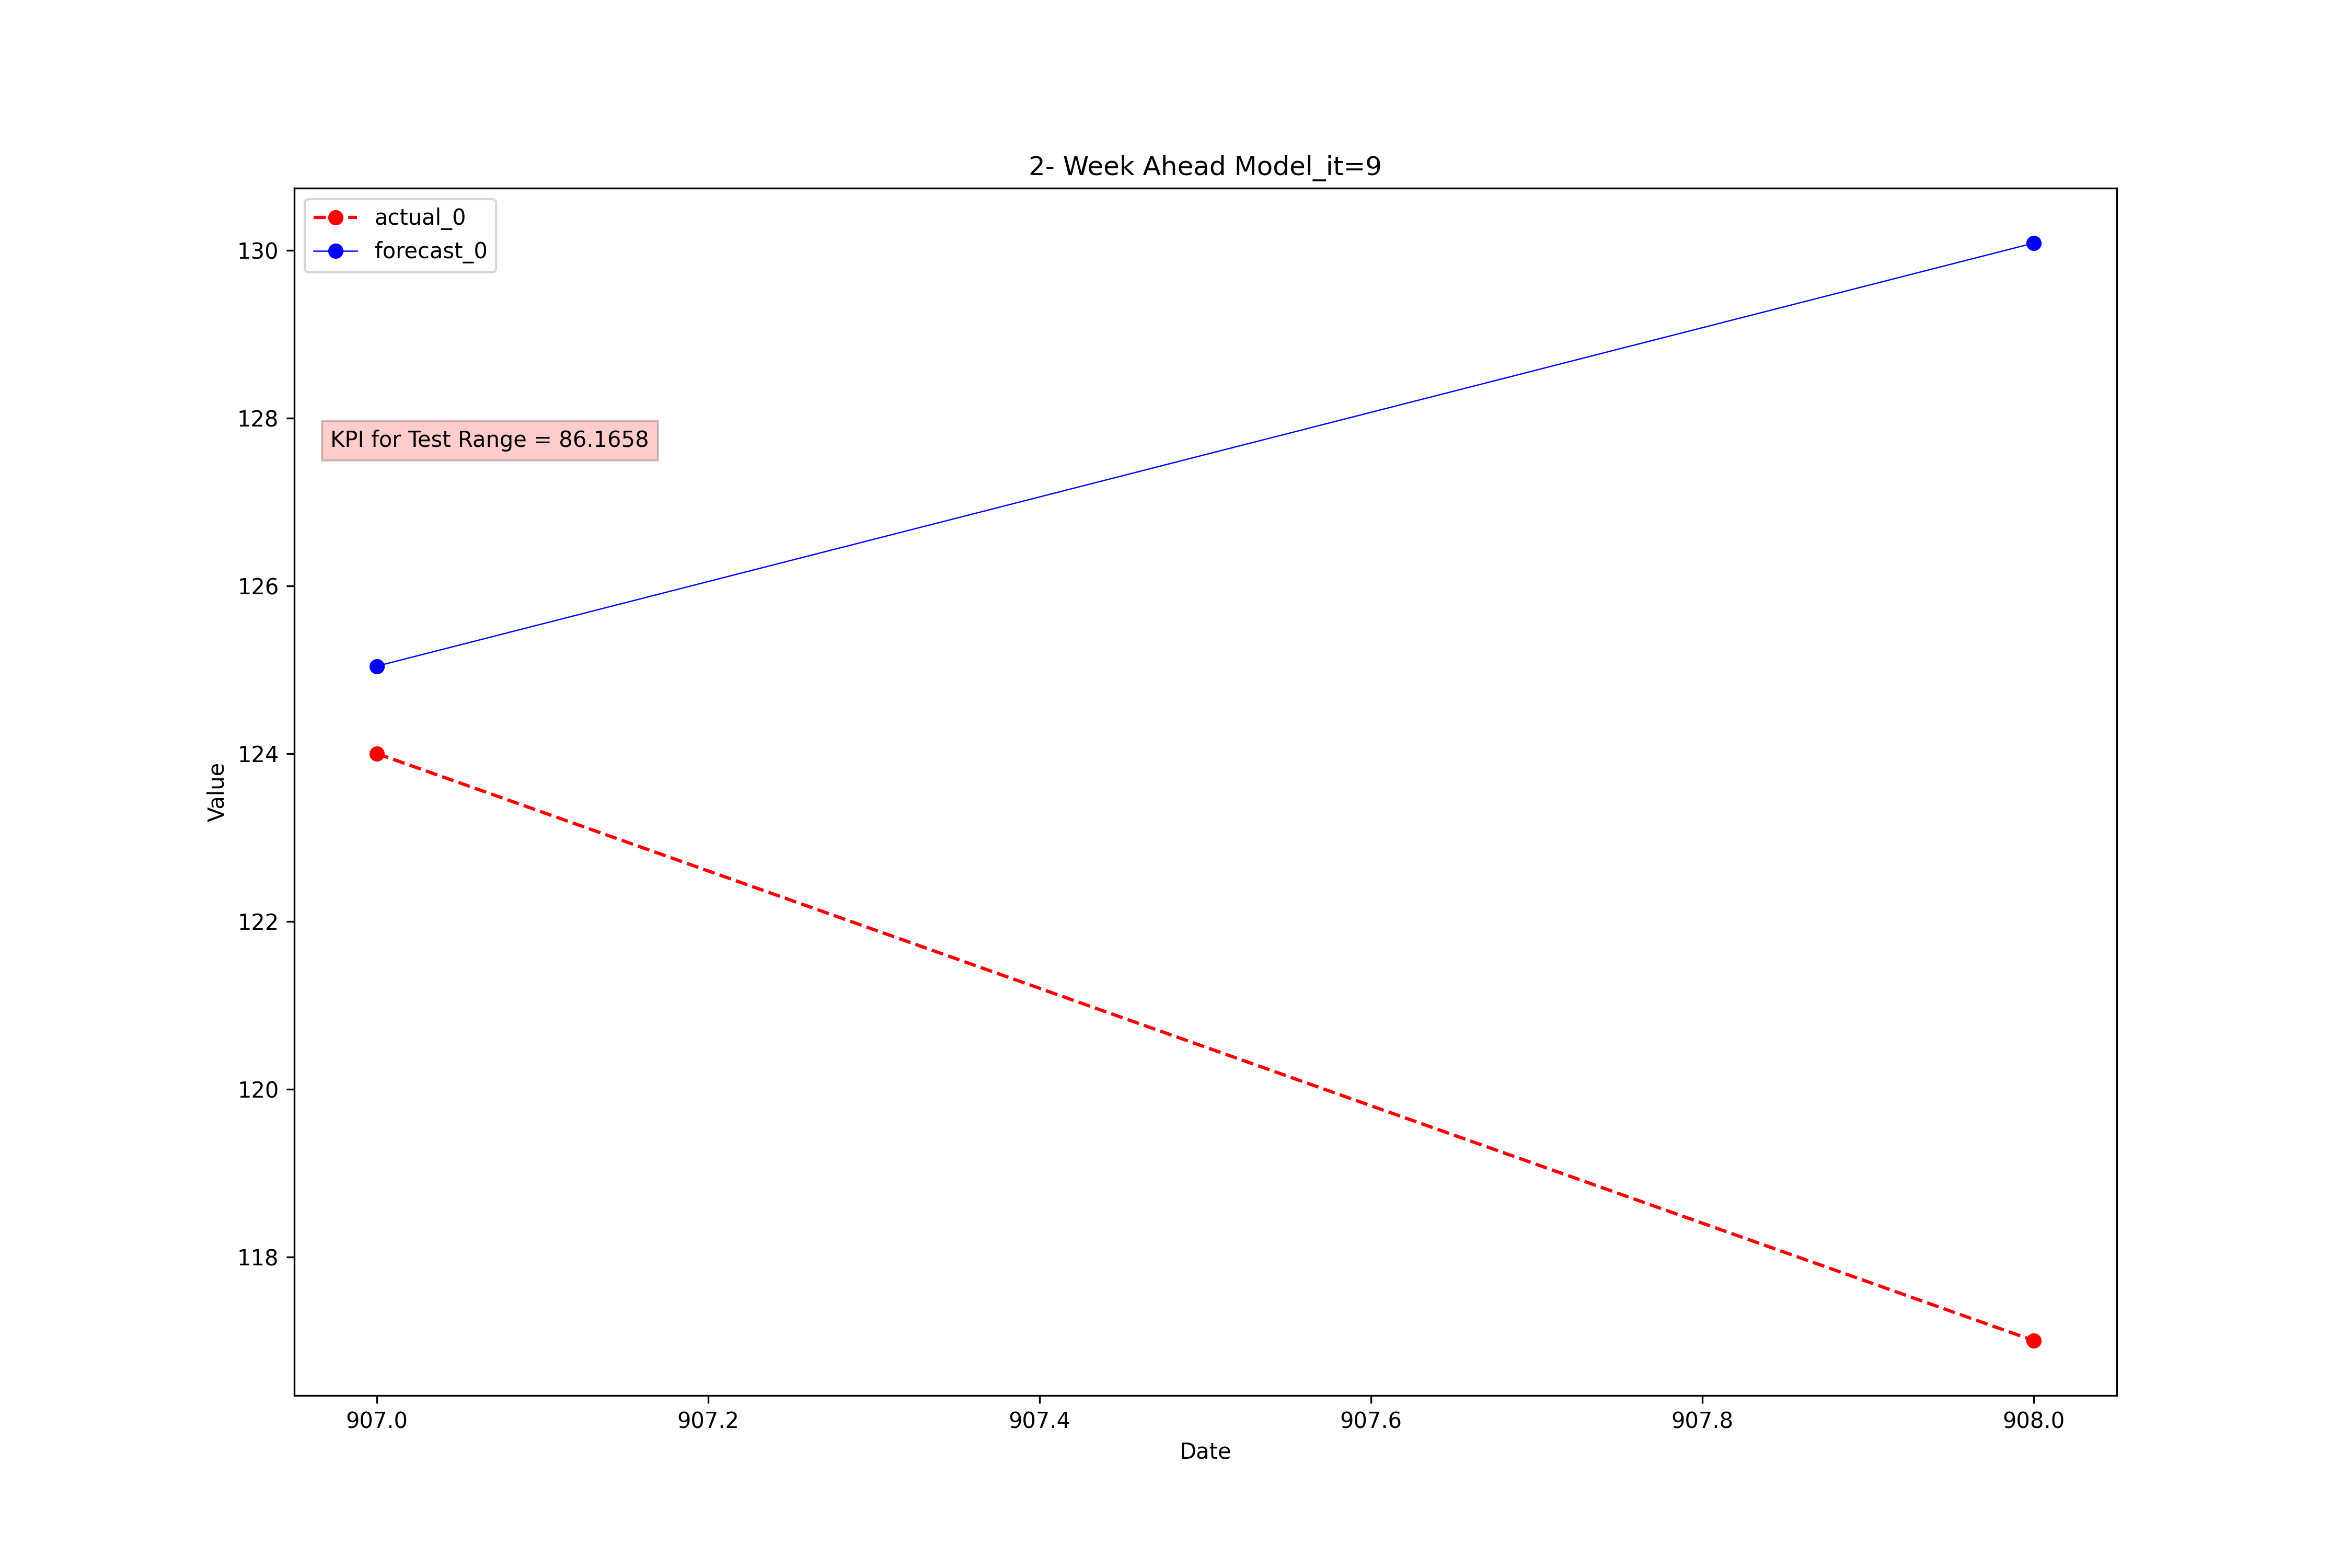 2- Week Ahead Model_it=9
actual_0
forecast_0
130
128
KPI for Test Range = 86.1658
126
124
Value
122
120
118
907.0 907.2 907.4 907.6 907.8 908.0
Date